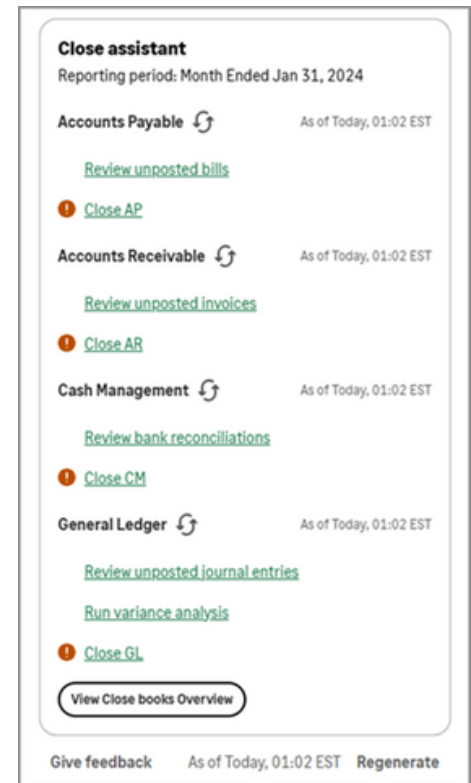 Close assistant
Reporting period: Month Ended Jan 31, 2024
Accounts Payable As of Today, 01:02 EST
Review unposted bills
Close AP
Accounts Receivable As of Today, 01:02 EST
Review unposted invoices
Close AR
Cash Management As of Today, 01:02 EST
Review bank reconciliations
Close CM
General Ledger As of Today, 01:02 EST
Review unposted journal entries
Run variance analysis
Close GL
View Close books Overview
Give feedback As of Today, 01:02 EST Regenerate